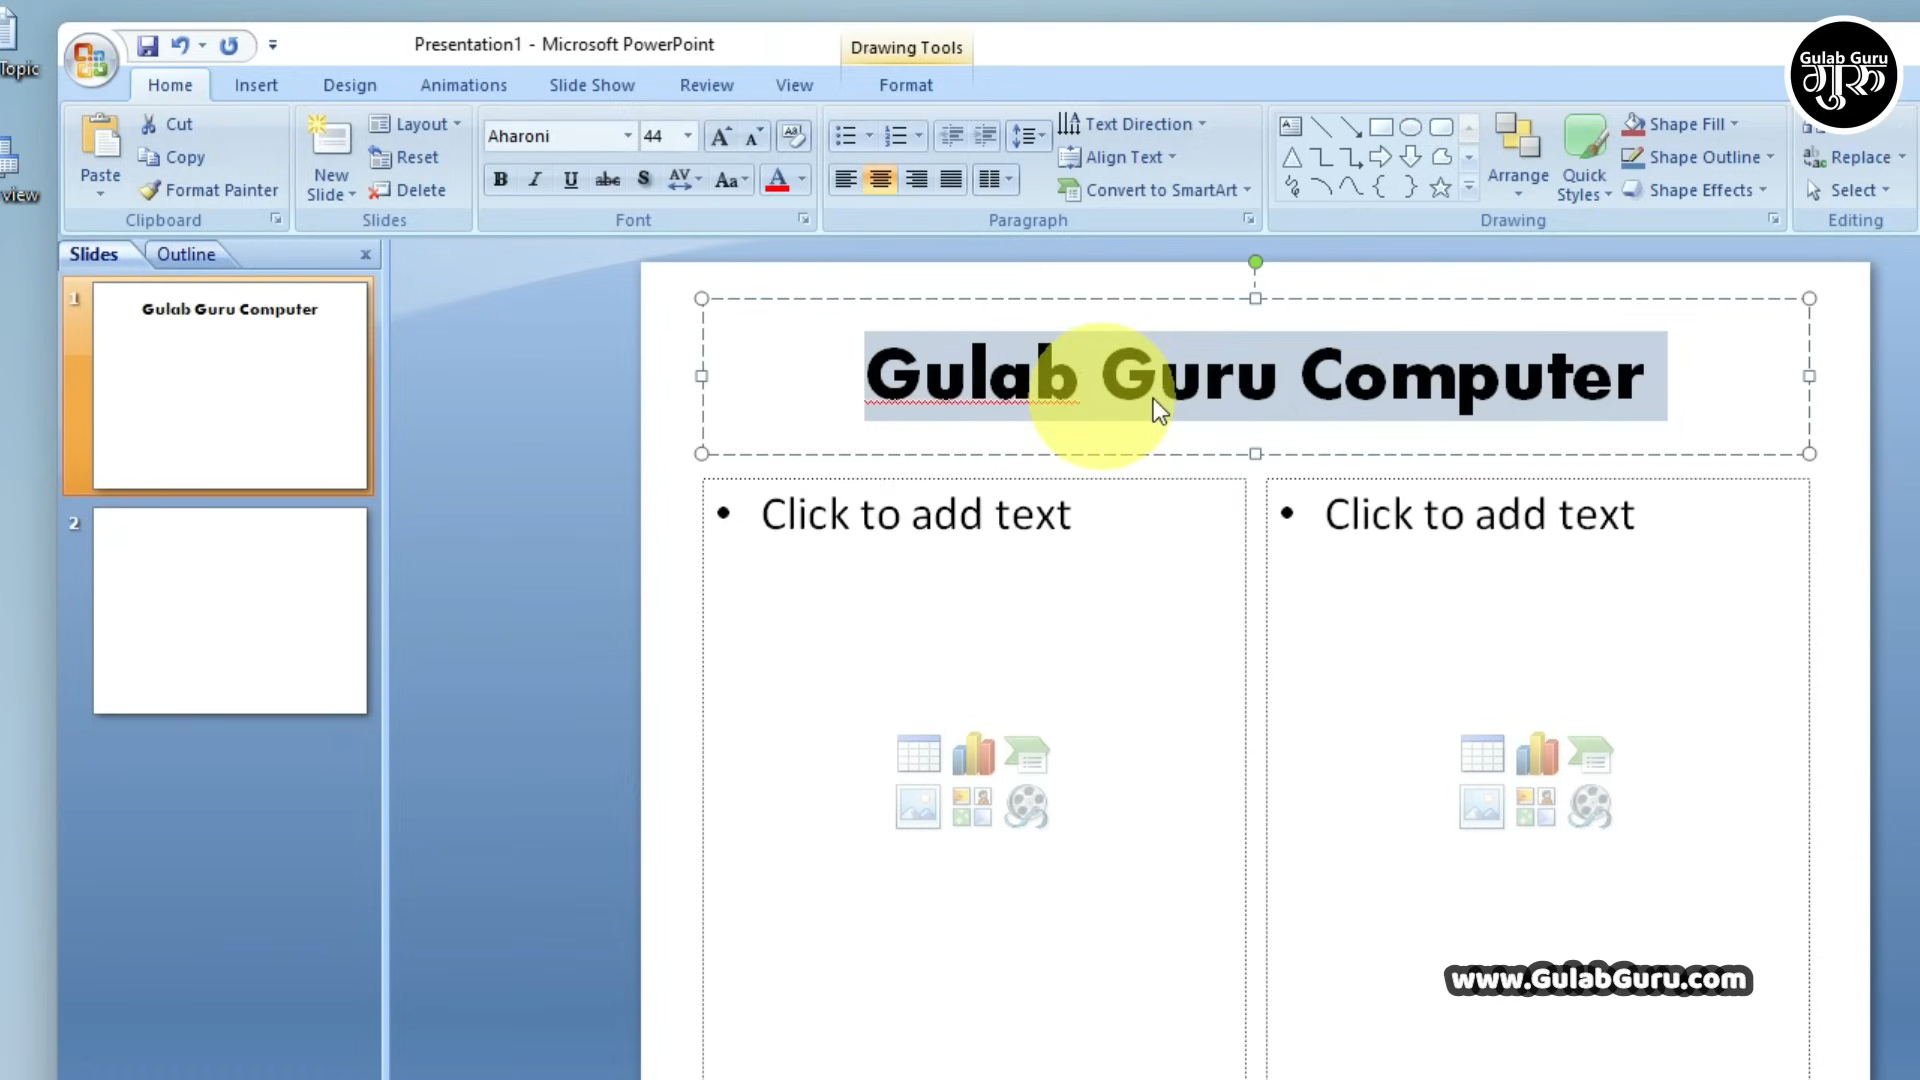 Topic
view
Presentation1 - Microsoft PowerPoint
Drawing Tools
Gulab Guru
गुरू
Home Insert Design Animations Slide Show Review View Format
Paste
Cut
Copy
Format Painter
Clipboard
New
Slide
Layout
Reset
Delete
Slides
Aharoni 44
B I U abc S AV Aa A
Font
Text Direction
Align Text
Convert to SmartArt
Paragraph
Arrange
Quick
Styles
Shape Fill
Shape Outline
Shape Effects
Drawing
Replace
Select
Editing
Slides Outline x
1
Gulab Guru Computer
2
Gulab Guru Computer
• Click to add text
• Click to add text
www.GulabGuru.com